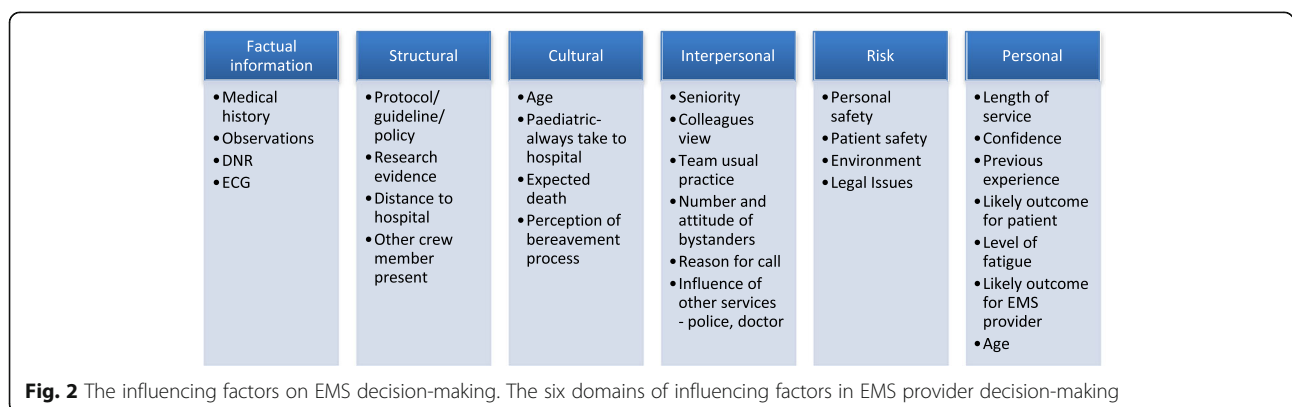 Factual
information
• Medical
history
• Observations
• DNR
• ECG
Structural
• Protocol/
guideline/
policy
• Research
evidence
• Distance to
hospital
• Other crew
member
present
Cultural
• Age
• Paediatric-
always take to
hospital
• Expected
death
• Perception of
bereavement
process
Interpersonal
• Seniority
• Colleagues
view
• Team usual
practice
• Number and
attitude of
bystanders
• Reason for call
• Influence of
other services
- police, doctor
Risk
• Personal
safety
• Patient safety
• Environment
• Legal Issues
Personal
• Length of
service
• Confidence
• Previous
experience
• Likely outcome
for patient
• Level of
fatigue
• Likely outcome
for EMS
provider
• Age
Fig. 2 The influencing factors on EMS decision-making. The six domains of influencing factors in EMS provider decision-making